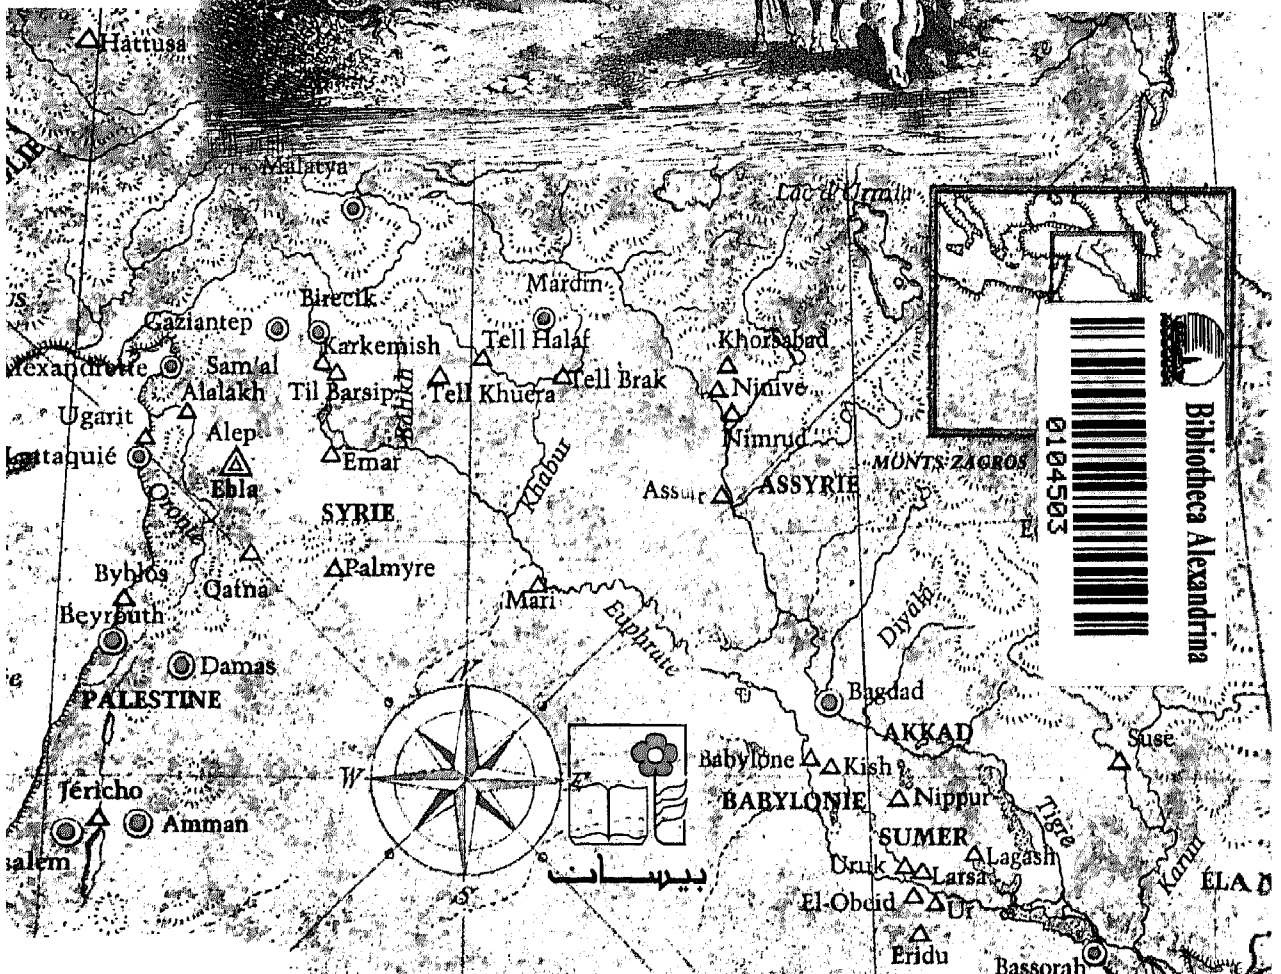 Hattusa
Malatya
Lac d'Urmia
Birecik
Mardin
Gaziantep
Karkemish
Tell Halaf
Khorsabad
Alexandrette
Sam'al
Alalakh
Til Barsip
Balikh
Tell Khuera
Tell Brak
Ninive
Ugarit
Alep
Nimrud
Lattaquié
Emar
MONTS ZAGROS
Ebla
Oronte
Khabur
Assur
ASSYRIE
SYRIE
Byblos
Qatna
Palmyre
Mari
Euphrate
Diyala
Beyrouth
Damas
PALESTINE
N
Bagdad
AKKAD
Suse
W
E
Babylone
Kish
BABYLONIE
Nippur
Jéricho
Amman
salem
Tigre
SUMER
Uruk
Larsa
Lagash
Karun
ÉLA
El-Obeid
Ur
S
Eridu
Bassorah
بيسان
Bibliotheca Alexandrina
0104503